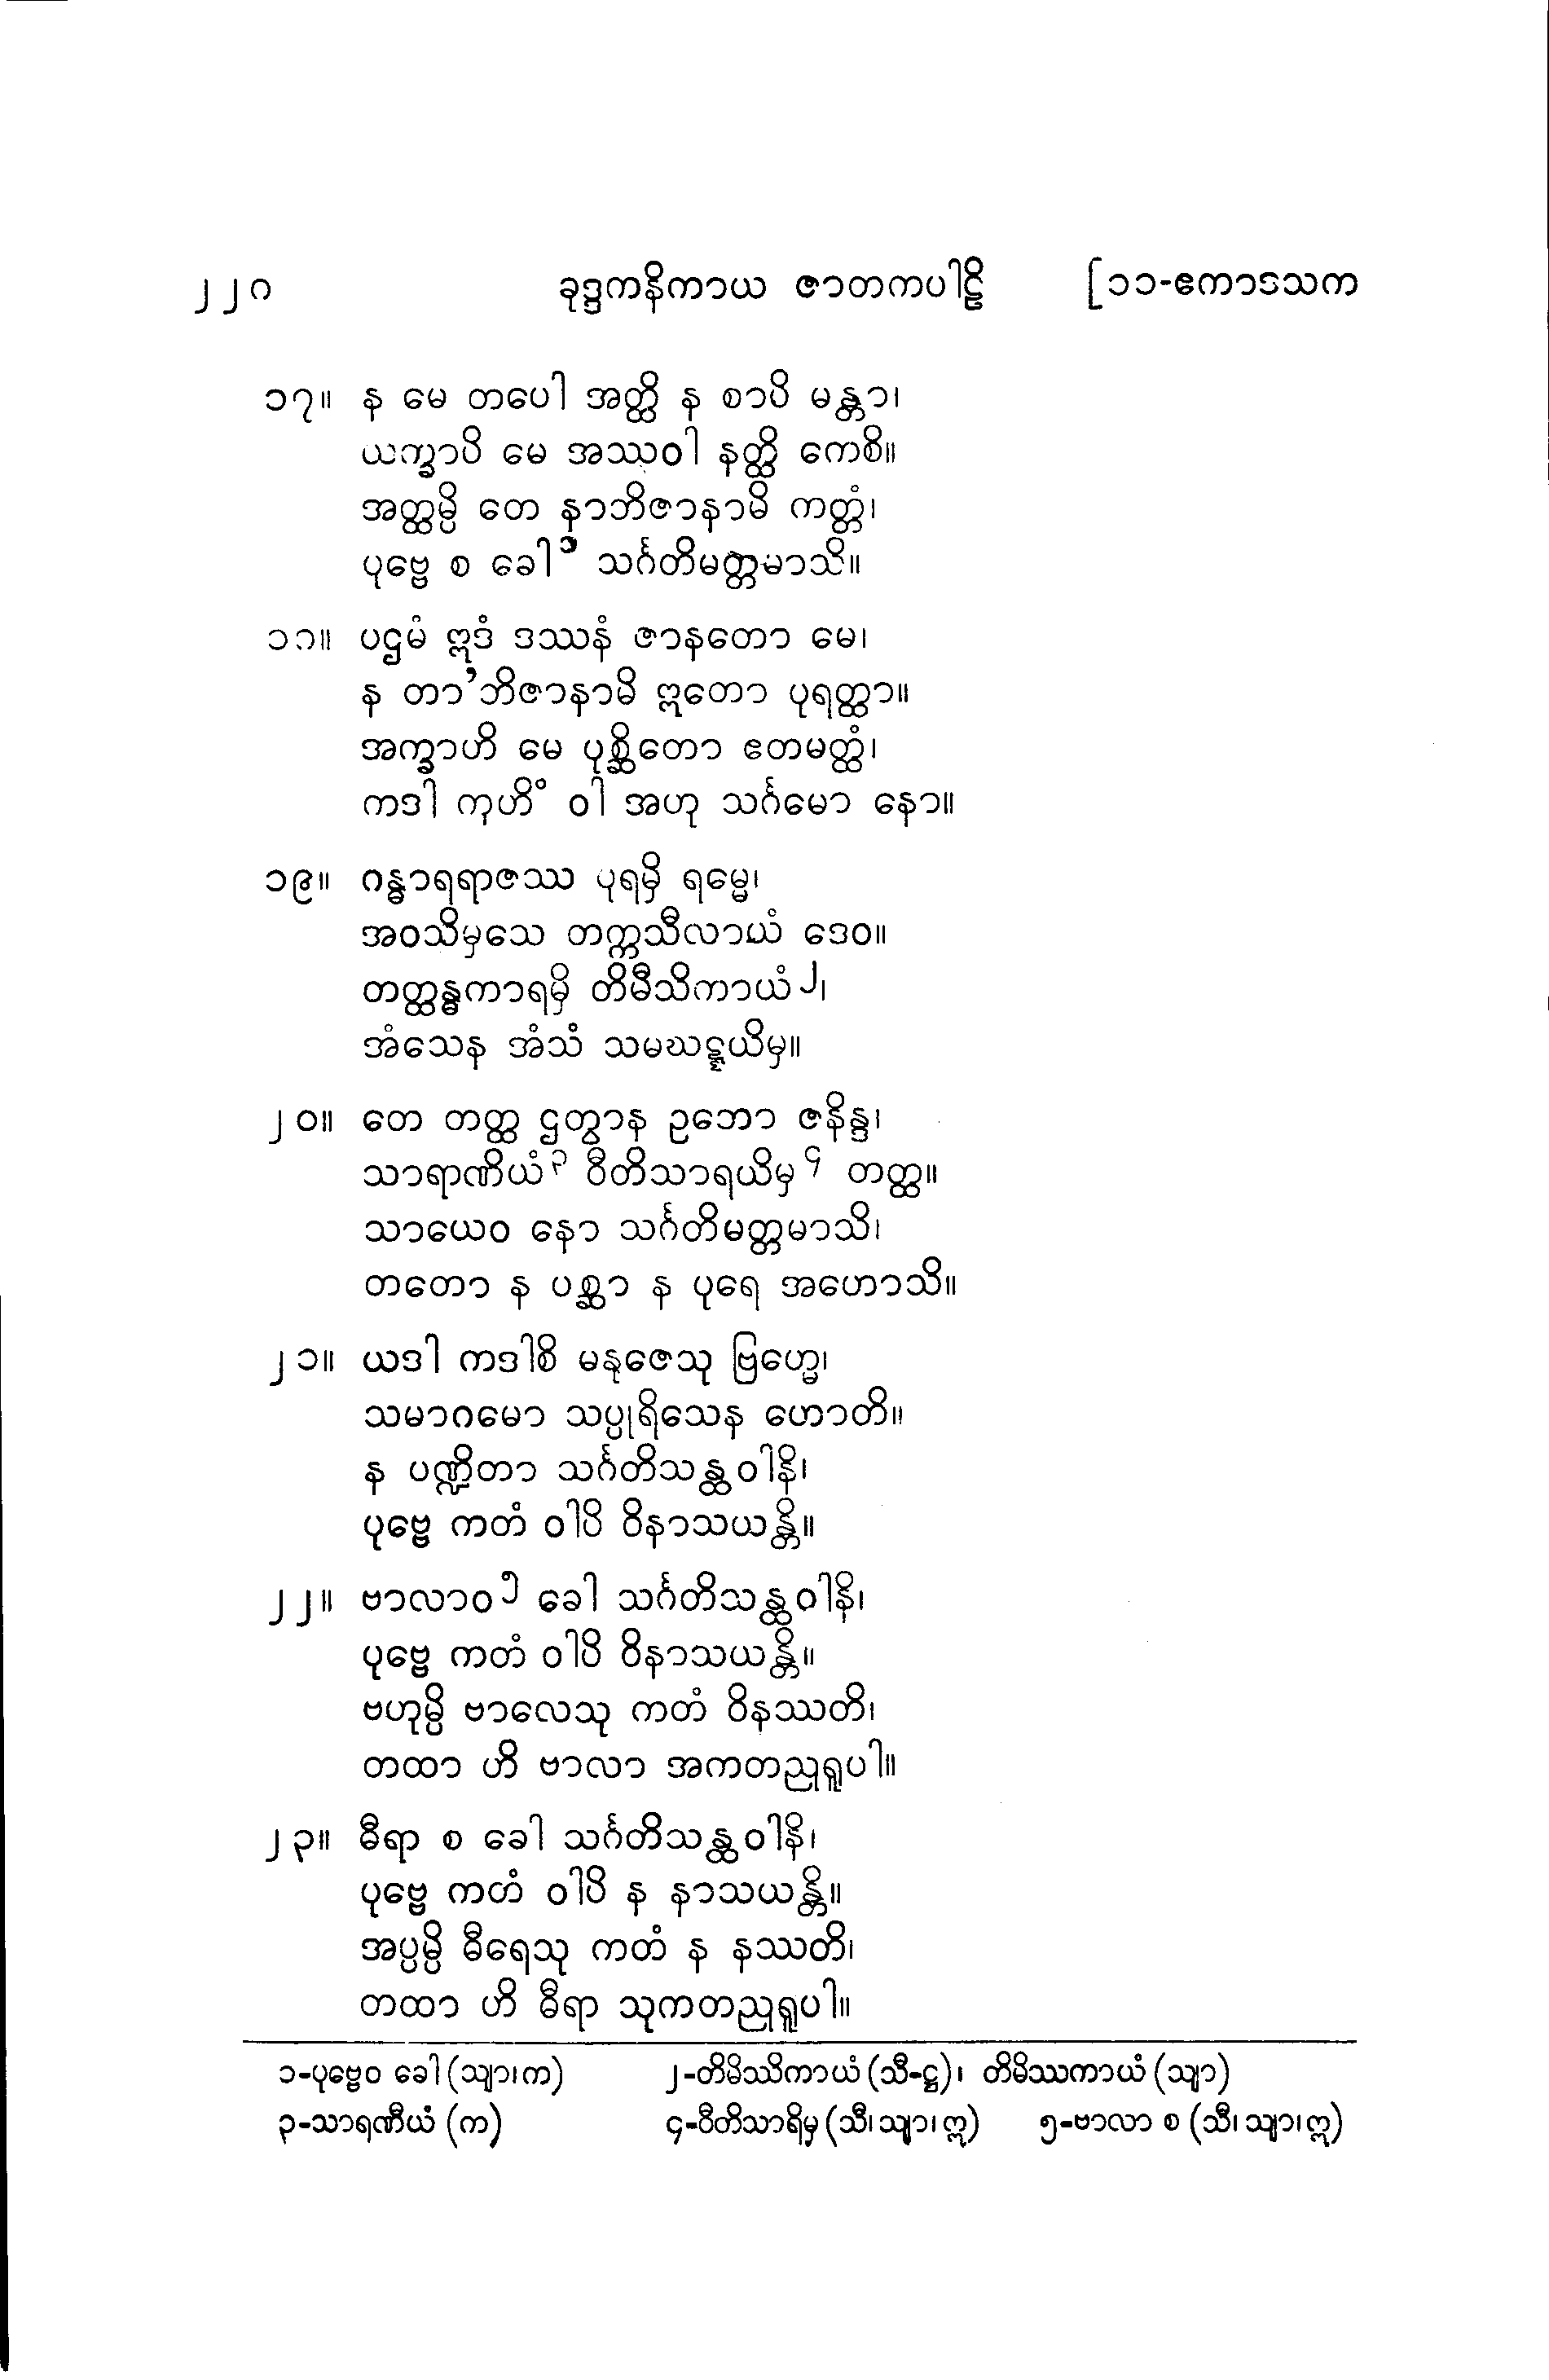 ၂၂၈ ခုဒ္ဒကနိကာယ ဇာတကပါဠိ [၁၁-ဧကာဒသက
၁၇။ န မေ တပေါ အတ္ထိ န စာပိ မန္တာ၊
ယက္ခာပိ မေ အဿဝါ နတ္ထိ ကေစိ။
အတ္ထမ္ပိ တေ နာဘိဇာနာမိ ကတ္တံ၊
ပုဗ္ဗေ စ ခေါ ၁ သင်္ဂတိမတ္တမာသိ။
၁၈။ ပဌမံ ဣဒံ ဒဿနံ ဇာနတော မေ၊
န တာ’ဘိဇာနာမိ ဣတော ပုရတ္ထာ။
အက္ခာဟိ မေ ပုစ္ဆိတော ဧတမတ္ထံ၊
ကဒါ ကုဟိံ ဝါ အဟု သင်္ဂမော နော။
၁၉။ ဂန္ဓာရရာဇဿ ပုရမှိ ရမ္မေ၊
အဝသိမှသေ တက္ကသီလာယံ ဒေဝ။
တတ္ထန္ဓကာရမှိ တိမီသိကာယံ ၂၊
အံသေန အံသံ သမဃဋ္ဋယိမှ။
၂၀။ တေ တတ္ထ ဌတွာန ဥဘော ဇနိန္ဒ၊
သာရာဏိယံ ၃ ဝီတိသာရယိမှ ၄ တတ္ထ။
သာယေဝ နော သင်္ဂတိမတ္တမာသိ၊
တတော န ပစ္ဆာ န ပုရေ အဟောသိ။
၂၁။ ယဒါ ကဒါစိ မနုဇေသု ဗြဟ္မေ၊
သမာဂမော သပ္ပုရိသေန ဟောတိ။
န ပဏ္ဍိတာ သင်္ဂတိသန္ထဝါနိ၊
ပုဗ္ဗေ ကတံ ဝါပိ ဝိနာသယန္တိ။
၂၂။ ဗာလာဝ ၅ ခေါ သင်္ဂတိသန္ထဝါနိ၊
ပုဗ္ဗေ ကတံ ဝါပိ ဝိနာသယန္တိ။
ဗဟုမ္ပိ ဗာလေသု ကတံ ဝိနဿတိ၊
တထာ ဟိ ဗာလာ အကတညုရူပါ။
၂၃။ ဓီရာ စ ခေါ သင်္ဂတိသန္ထဝါနိ၊
ပုဗ္ဗေ ကတံ ဝါပိ န နာသယန္တိ။
အပ္ပမ္ပိ ဓီရေသု ကတံ န နဿတိ၊
တထာ ဟိ ဓီရာ သုကတညုရူပါ။
၁-ပုဗ္ဗေဝ ခေါ (သျာ၊က) ၂-တိမိဿိကာယံ (သီ-ဋ္ဌ)၊ တိမိဿကာယံ (သျာ)
၃-သာရဏီယံ (က) ၄-ဝီတိသာရိမှ (သီ၊ သျာ၊ ဣ) ၅-ဗာလာ စ (သီ၊ သျာ၊ ဣ)